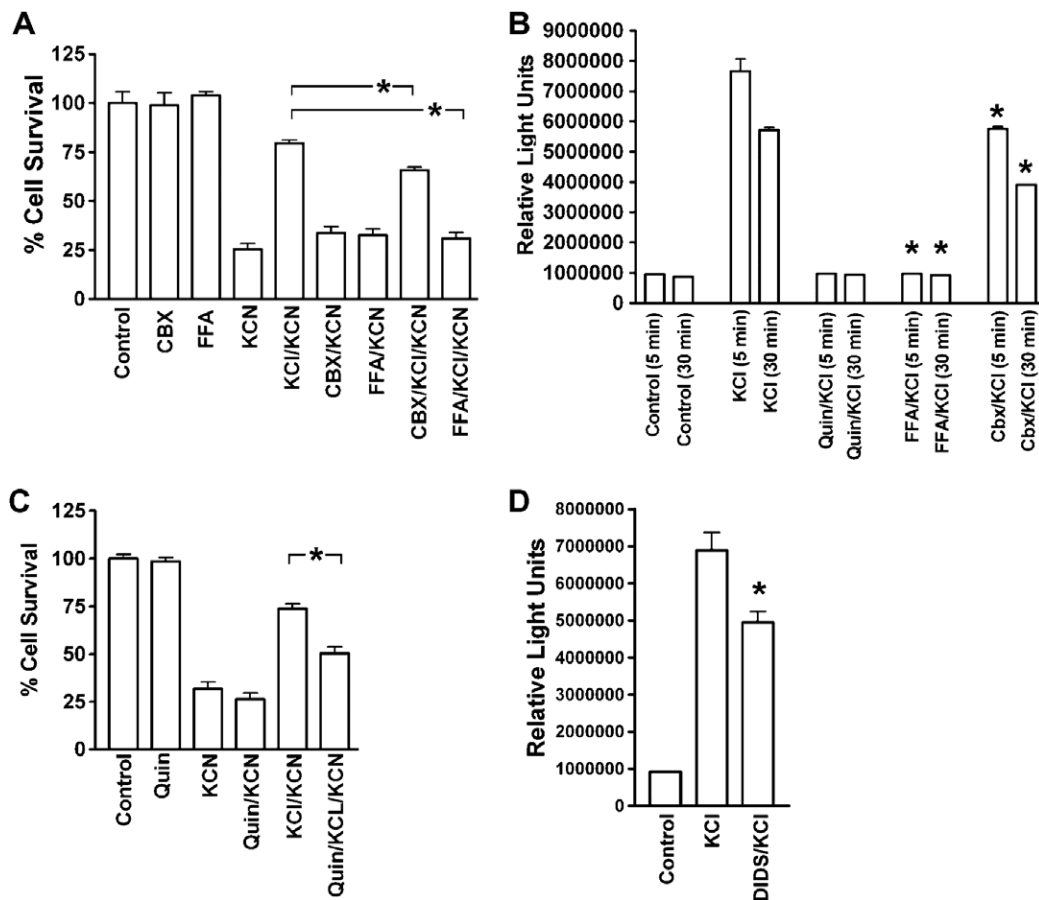 A
% Cell Survival
125
100
75
50
25
0
*
*
Control
CBX
FFA
KCN
KCl/KCN
CBX/KCN
FFA/KCN
CBX/KCl/KCN
FFA/KCl/KCN
B
Relative Light Units
9000000
8000000
7000000
6000000
5000000
4000000
3000000
2000000
1000000
0
* *
*
*
Control (5 min)
Control (30 min)
KCl (5 min)
KCl (30 min)
Quin/KCl (5 min)
Quin/KCl (30 min)
FFA/KCl (5 min)
FFA/KCl (30 min)
Cbx/KCl (5 min)
Cbx/KCl (30 min)
C
% Cell Survival
125
100
75
50
25
0
*
Control
Quin
KCN
Quin/KCN
KCl/KCN
Quin/KCL/KCN
D
Relative Light Units
8000000
7000000
6000000
5000000
4000000
3000000
2000000
1000000
0
*
Control
KCl
DIDS/KCl